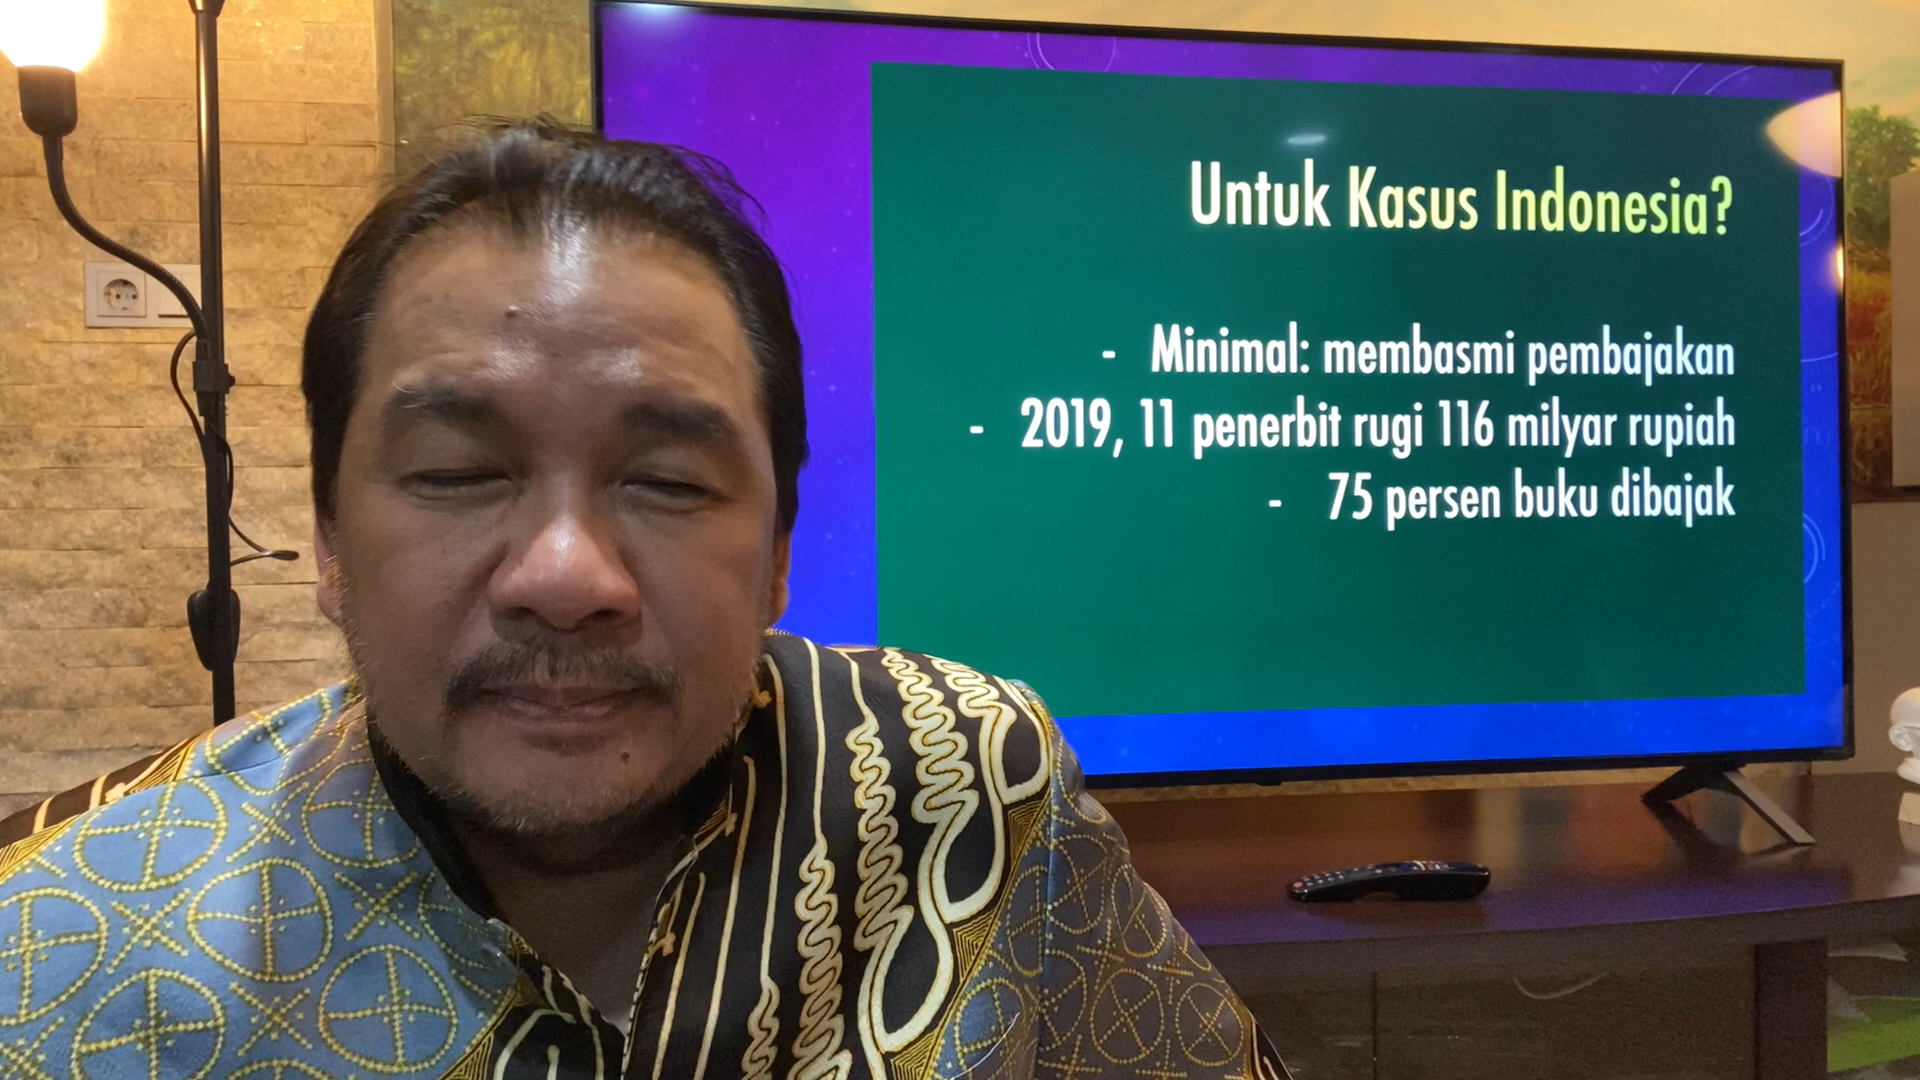 Untuk Kasus Indonesia?
- Minimal: membasmi pembajakan
- 2019, 11 penerbit rugi 116 milyar rupiah
- 75 persen buku dibajak